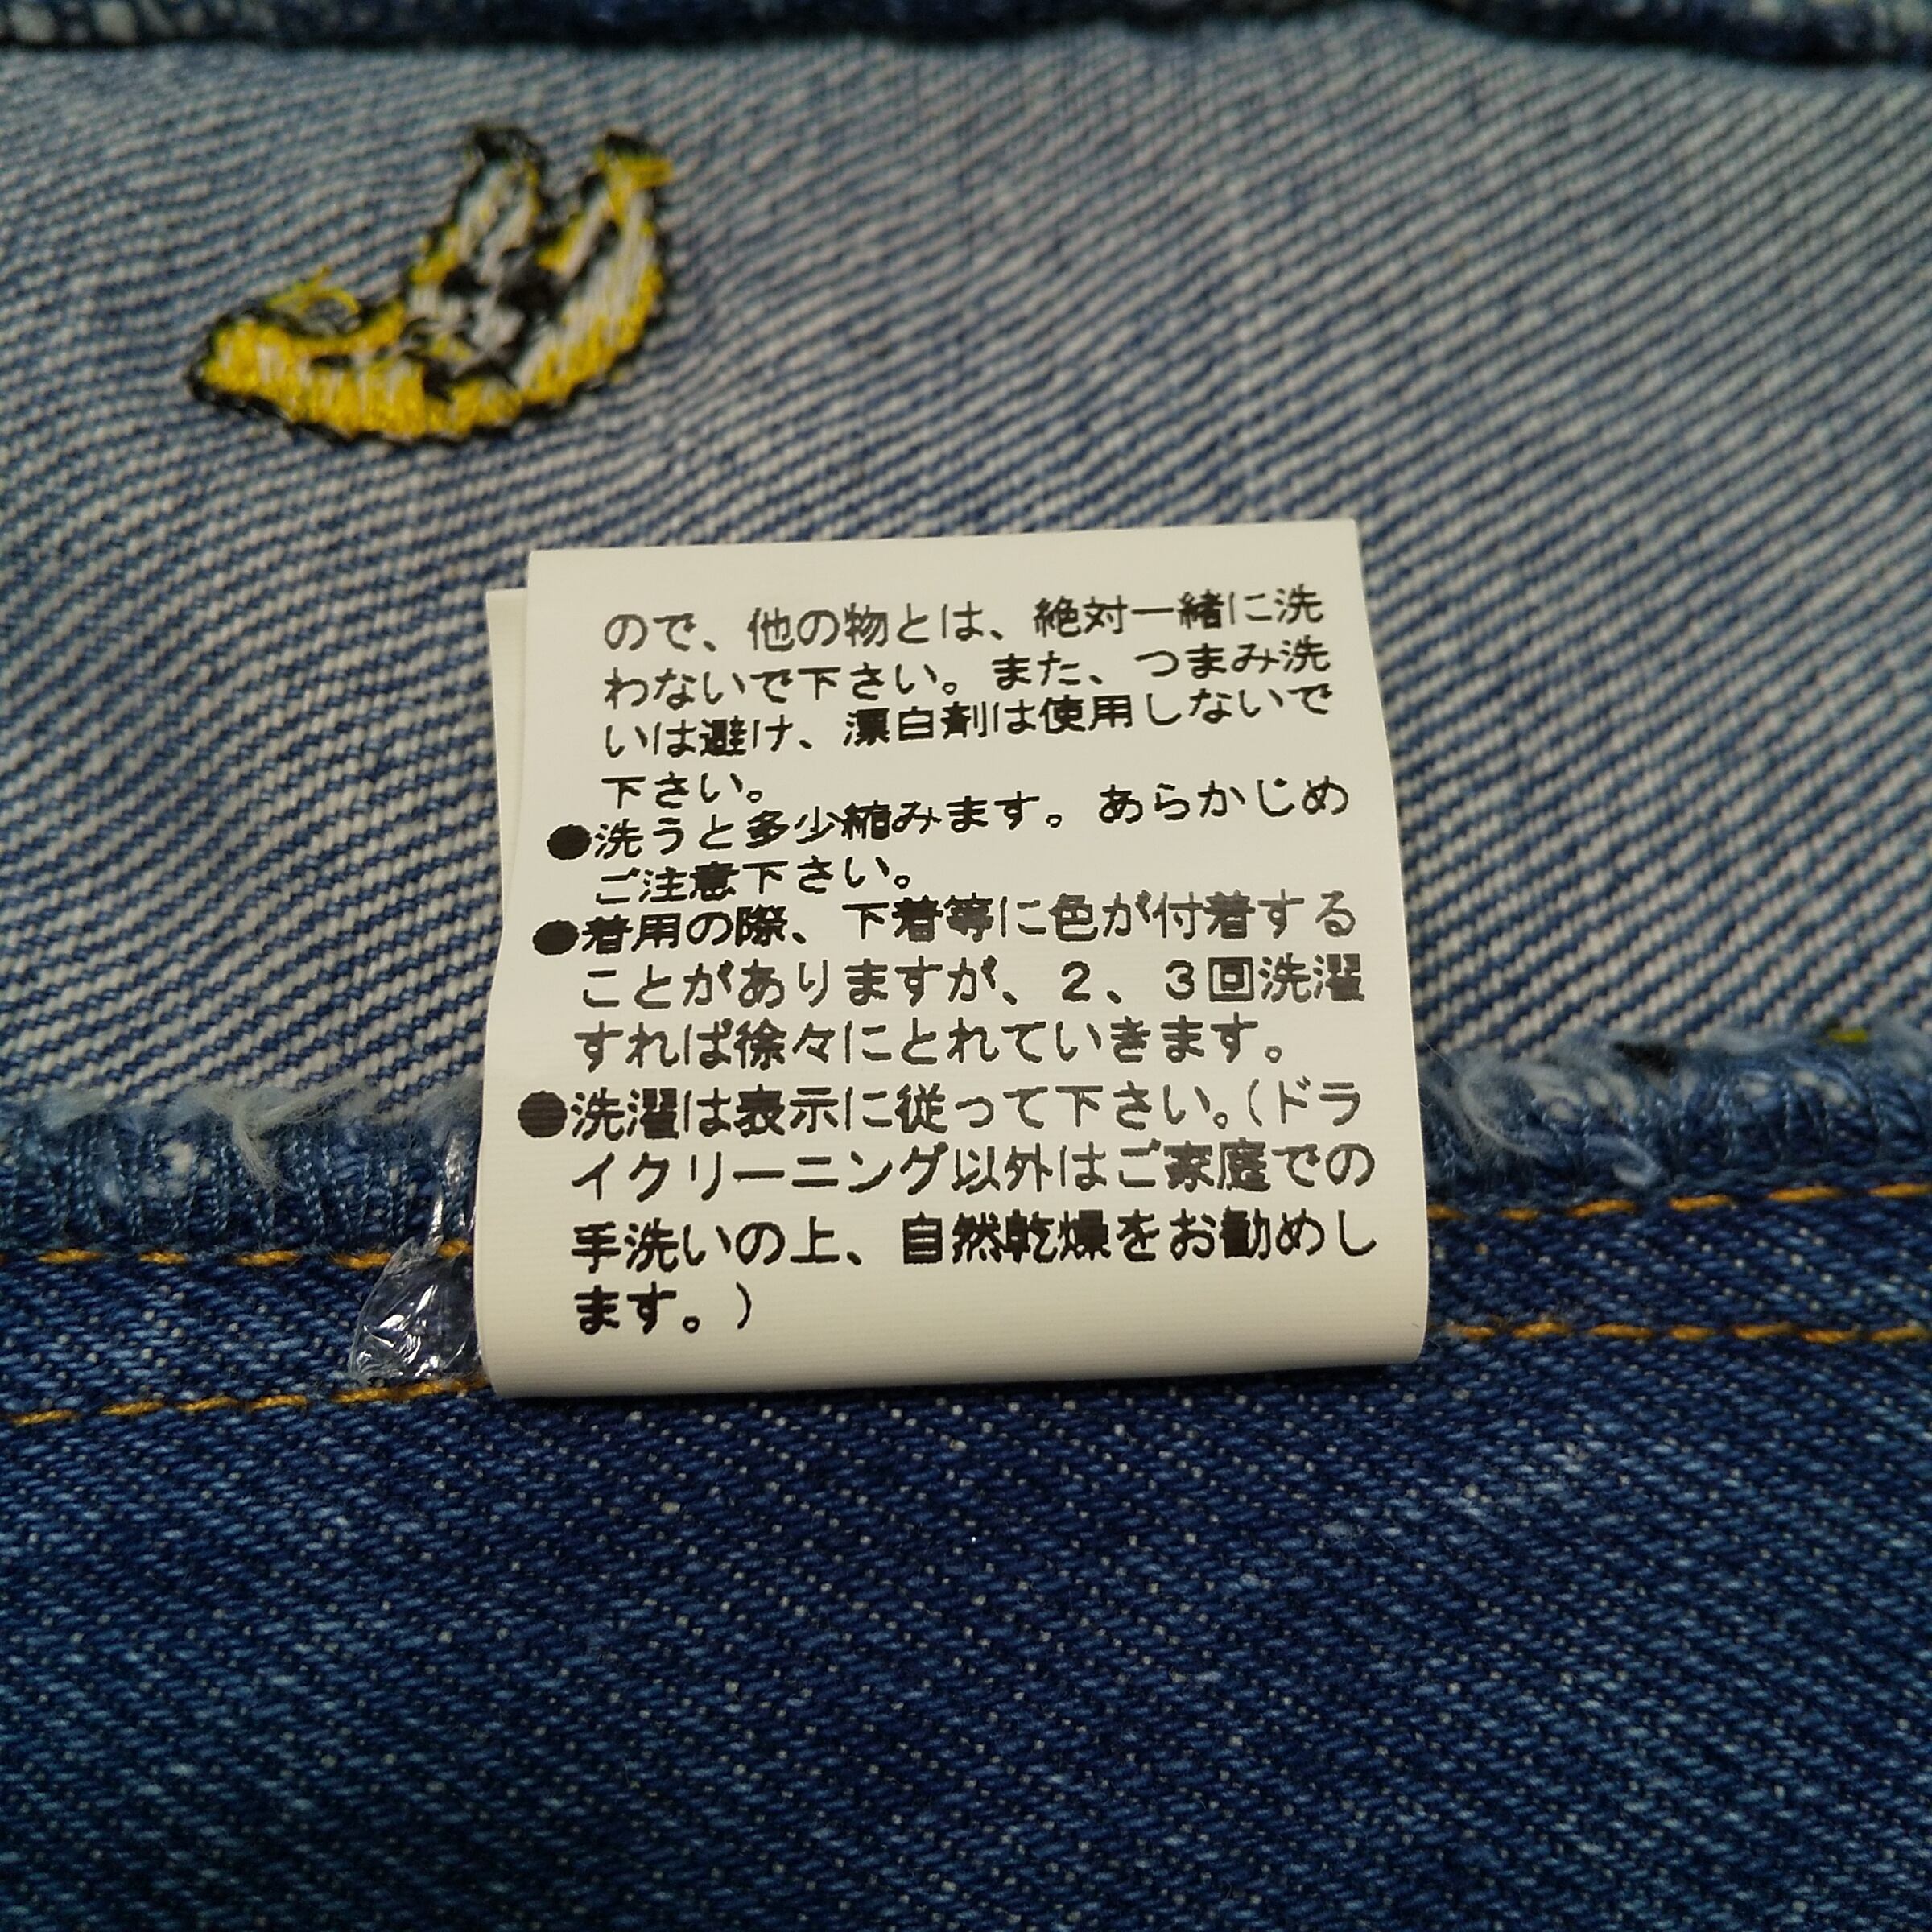 ので、他の物とは、絶対一緒に洗
わないで下さい。また、つまみ洗
いは避け、漂白剤は使用しないで
下さい。
●洗うと多少縮みます。あらかじめ
ご注意下さい。
●着用の際、下着等に色が付着する
ことがありますが、２、３回洗濯
すれば徐々にとれていきます。
●洗濯は表示に従って下さい。（ドラ
イクリーニング以外はご家庭での
手洗いの上、自然乾燥をお勧めし
ます。）